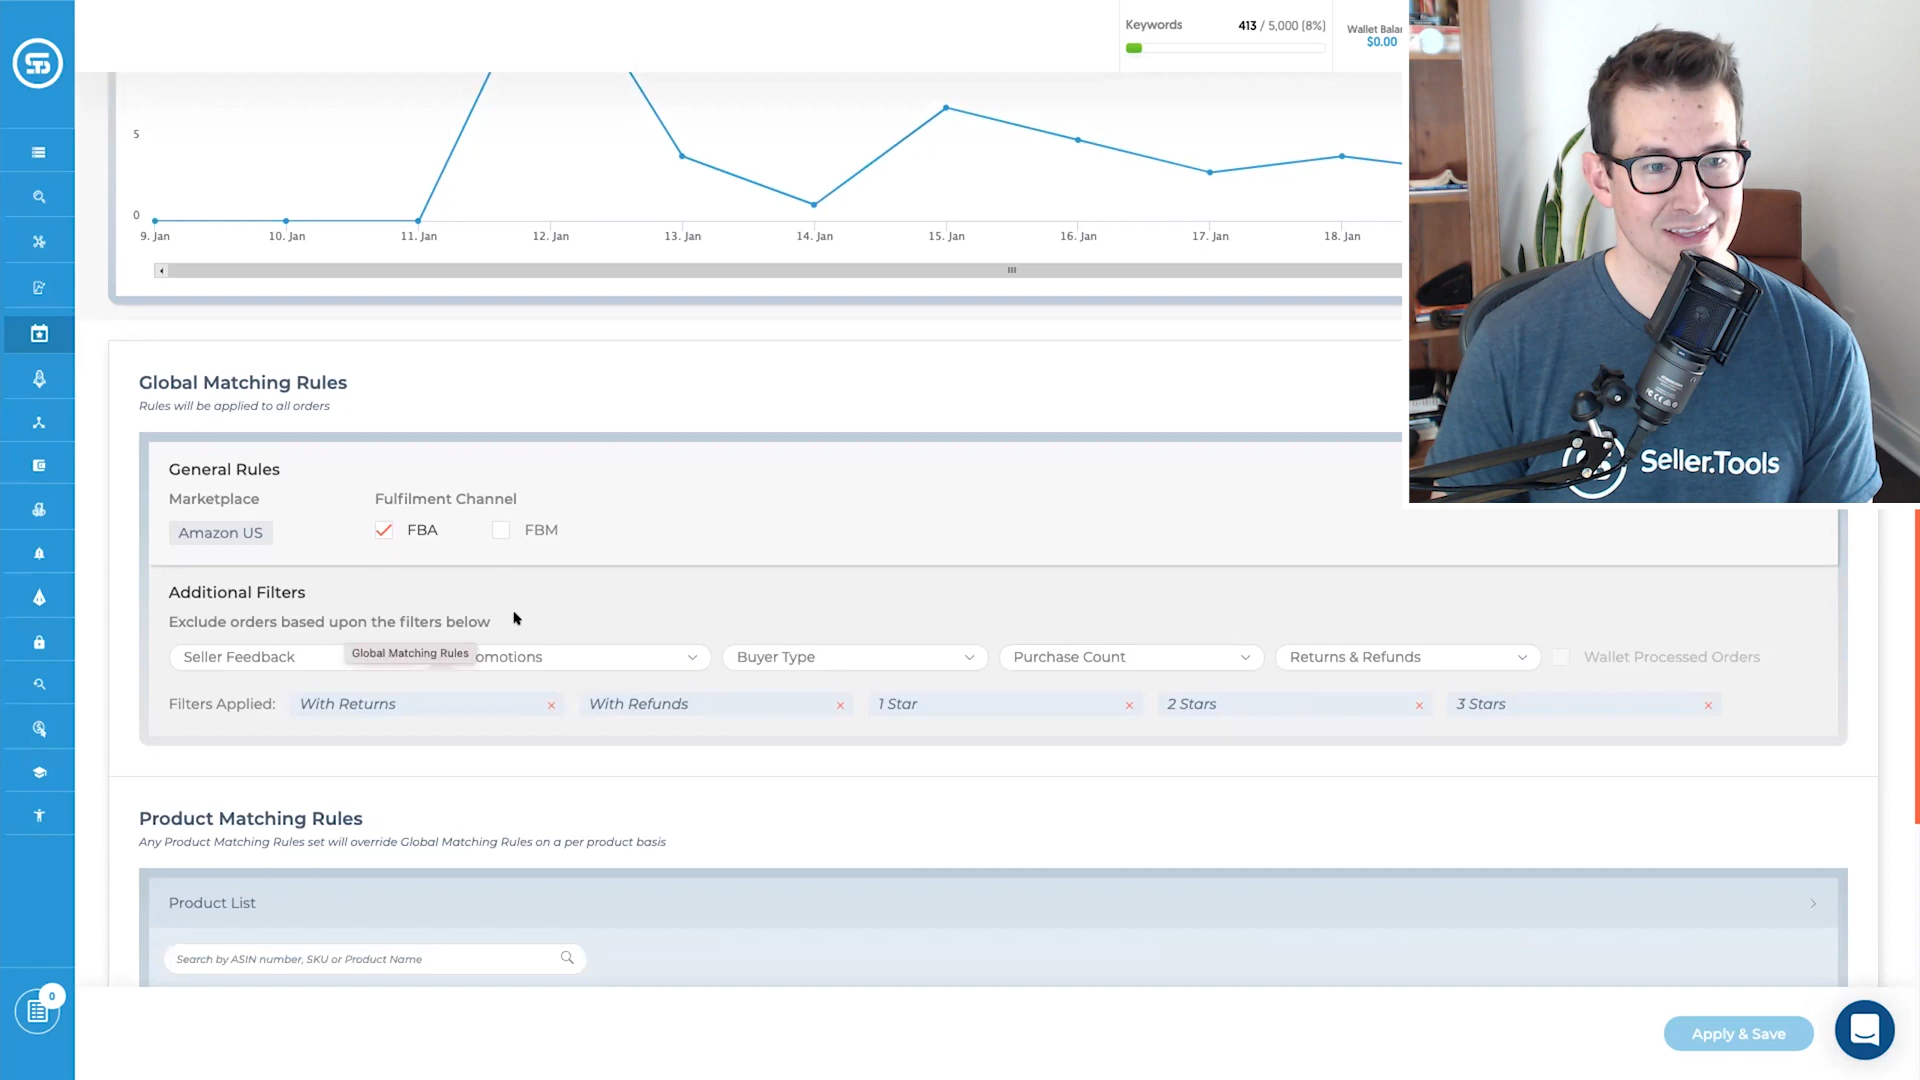 Keywords 413 / 5,000 (8%)
Wallet Balan
$0.00
5
0
9. Jan 10. Jan 11. Jan 12. Jan 13. Jan 14. Jan 15. Jan 16. Jan 17. Jan 18. Jan
Global Matching Rules
Rules will be applied to all orders
General Rules
Marketplace Fulfilment Channel
Amazon US FBA FBM
Seller.Tools
Additional Filters
Exclude orders based upon the filters below
Seller Feedback Global Matching Rules omotions Buyer Type Purchase Count Returns & Refunds Wallet Processed Orders
Filters Applied: With Returns × With Refunds × 1 Star × 2 Stars × 3 Stars ×
Product Matching Rules
Any Product Matching Rules set will override Global Matching Rules on a per product basis
Product List
Search by ASIN number, SKU or Product Name
0
Apply & Save